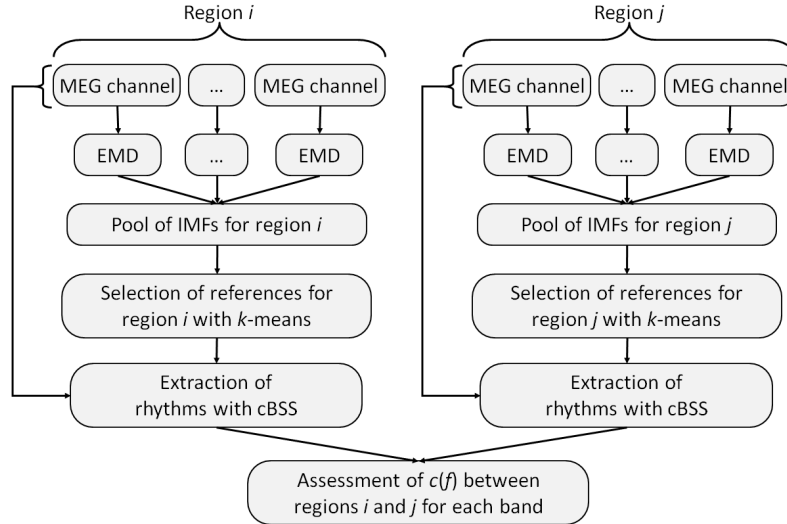 Region i
Region j
MEG channel
...
MEG channel
MEG channel
...
MEG channel
EMD
...
EMD
EMD
...
EMD
Pool of IMFs for region i
Pool of IMFs for region j
Selection of references for
region i with k-means
Selection of references for
region j with k-means
Extraction of
rhythms with cBSS
Extraction of
rhythms with cBSS
Assessment of c(f) between
regions i and j for each band